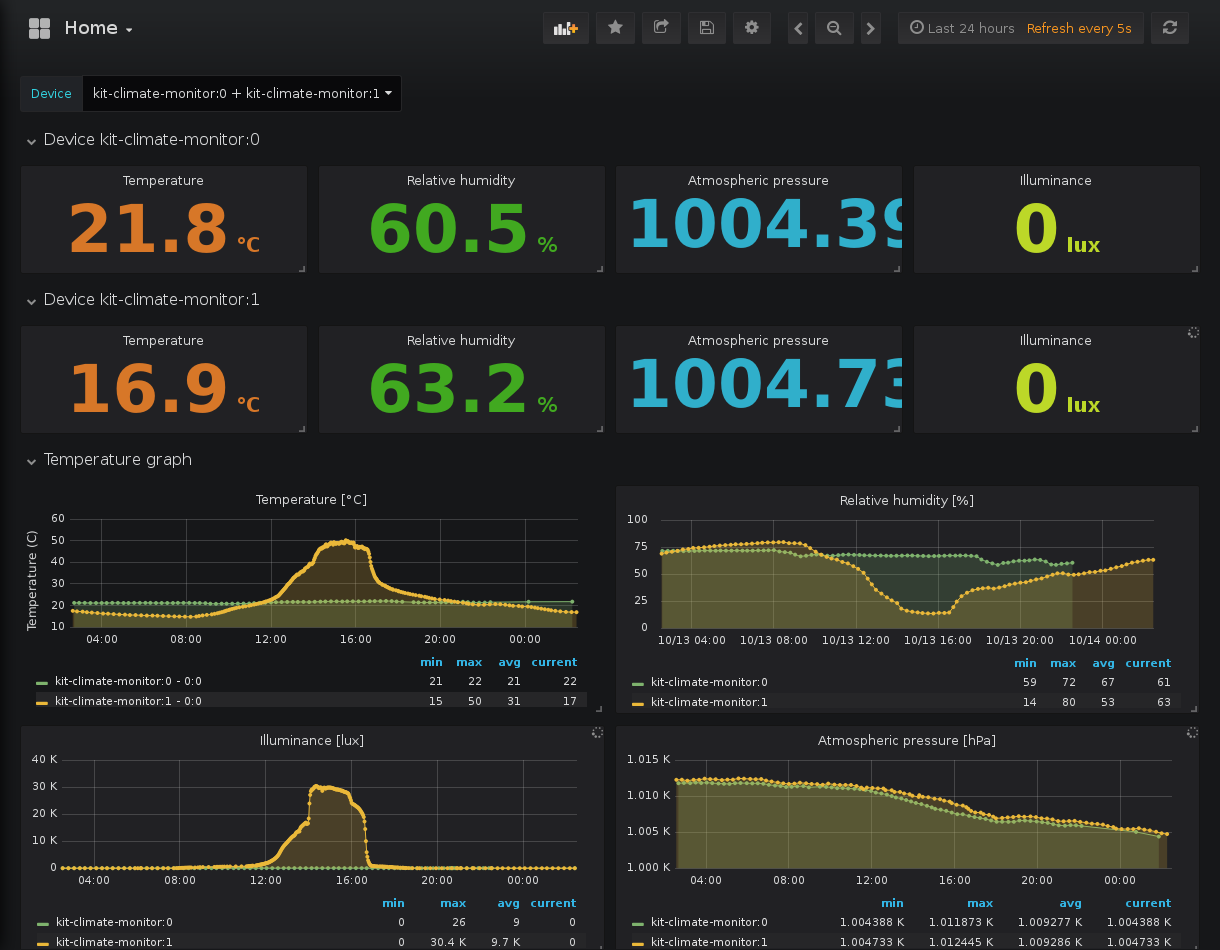 Home
Last 24 hours Refresh every 5s
Device kit-climate-monitor:0 + kit-climate-monitor:1
Device kit-climate-monitor:0
Temperature Relative humidity Atmospheric pressure Illuminance
21.8 °C 60.5 % 1004.39 0 lux
Device kit-climate-monitor:1
Temperature Relative humidity Atmospheric pressure Illuminance
16.9 °C 63.2 % 1004.73 0 lux
Temperature graph
Temperature [°C]
Temperature (C)
60
50
40
30
20
10
04:00 08:00 12:00 16:00 20:00 00:00
min max avg current
kit-climate-monitor:0 - 0:0 21 22 21 22
kit-climate-monitor:1 - 0:0 15 50 31 17
Relative humidity [%]
100
75
50
25
0
10/13 04:00 10/13 08:00 10/13 12:00 10/13 16:00 10/13 20:00 10/14 00:00
min max avg current
kit-climate-monitor:0 59 72 67 61
kit-climate-monitor:1 14 80 53 63
Illuminance [lux]
40 K
30 K
20 K
10 K
0
04:00 08:00 12:00 16:00 20:00 00:00
min max avg current
kit-climate-monitor:0 0 26 9 0
kit-climate-monitor:1 0 30.4 K 9.7 K 0
Atmospheric pressure [hPa]
1.015 K
1.010 K
1.005 K
1.000 K
04:00 08:00 12:00 16:00 20:00 00:00
min max avg current
kit-climate-monitor:0 1.004388 K 1.011873 K 1.009277 K 1.004388 K
kit-climate-monitor:1 1.004733 K 1.012445 K 1.009286 K 1.004733 K